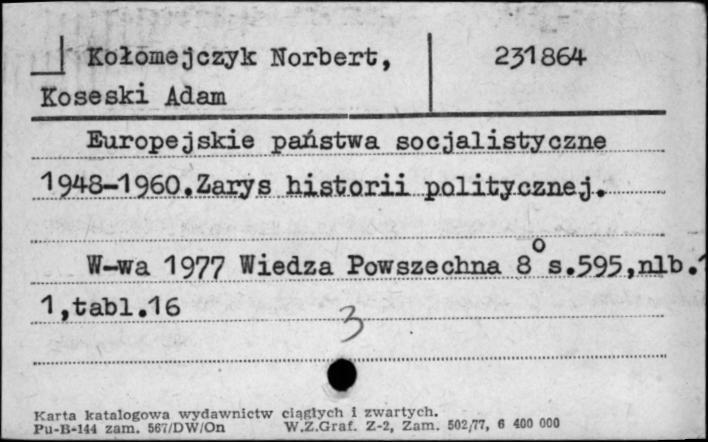 Kołomejczyk Norbert, 231864
Koseski Adam
Europejskie państwa socjalistyczne
1948-1960.Zarys historii politycznej.
W-wa 1977 Wiedza Powszechna 8° s.595,nlb.1
1,tabl.16
3
Karta katalogowa wydawnictw ciągłych i zwartych.
Pu-B-144 zam. 567/DW/On W.Z.Graf. Z-2, Zam. 502/77, 6 400 000